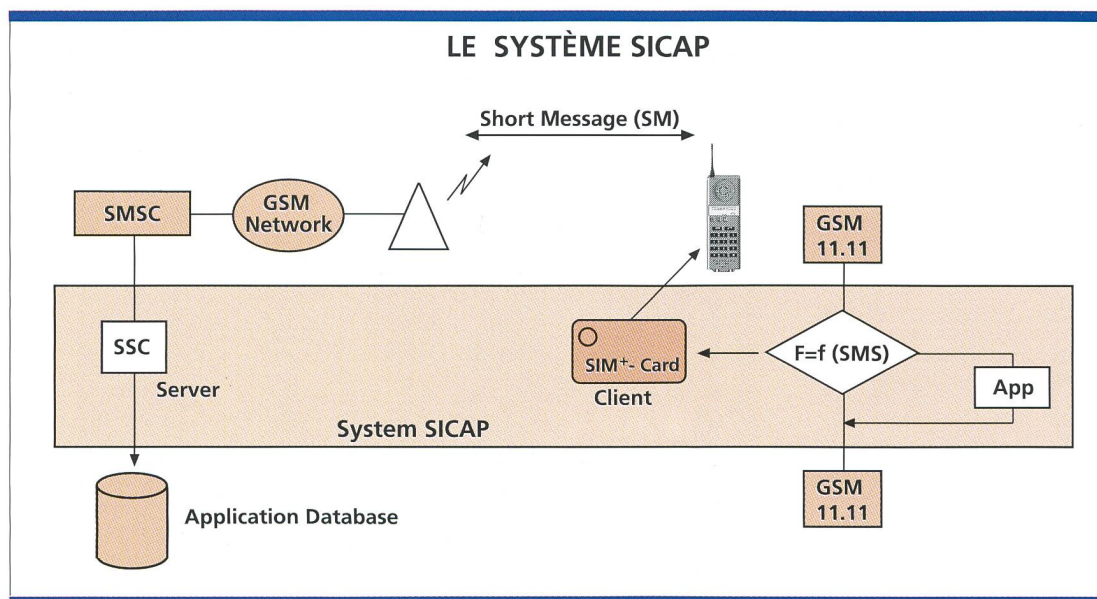 LE SYSTÈME SICAP
Short Message (SM)
SMSC
GSM
Network
GSM
11.11
SSC
Server
SIM+- Card
Client
F=f (SMS)
App
System SICAP
GSM
11.11
Application Database